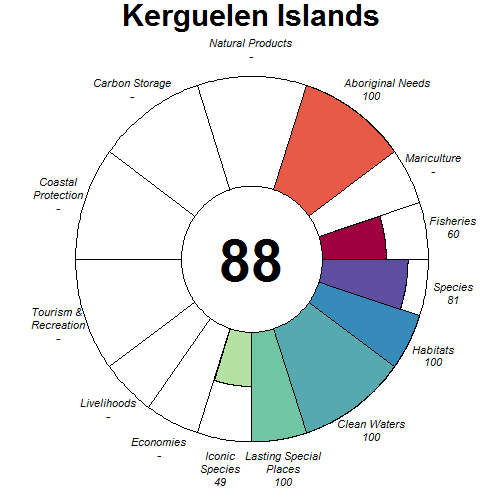 Kerguelen Islands
Natural Products
-
Carbon Storage
-
Aboriginal Needs
100
Mariculture
-
Coastal
Protection
-
Fisheries
60
88
Species
81
Tourism &
Recreation
-
Habitats
100
Livelihoods
-
Clean Waters
100
Economies
-
Iconic
Species
49
Lasting Special
Places
100